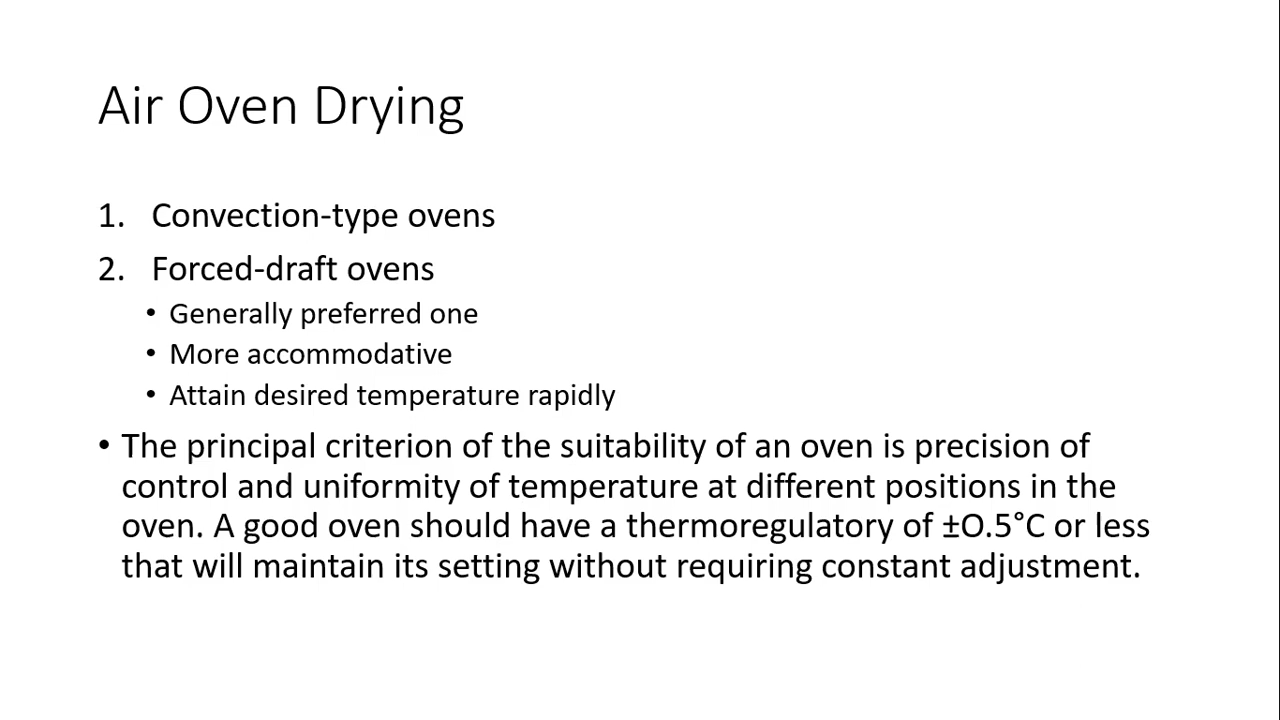 Air Oven Drying
1. Convection-type ovens
2. Forced-draft ovens
• Generally preferred one
• More accommodative
• Attain desired temperature rapidly
• The principal criterion of the suitability of an oven is precision of
control and uniformity of temperature at different positions in the
oven. A good oven should have a thermoregulatory of ±O.5°C or less
that will maintain its setting without requiring constant adjustment.